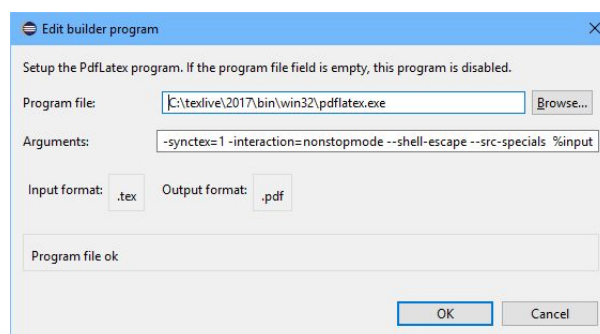 Edit builder program
Setup the PdfLatex program. If the program file field is empty, this program is disabled.
Program file: C:\texlive\2017\bin\win32\pdflatex.exe Browse...
Arguments: -synctex=1 -interaction=nonstopmode --shell-escape --src-specials %input
Input format: .tex Output format: .pdf
Program file ok
OK Cancel